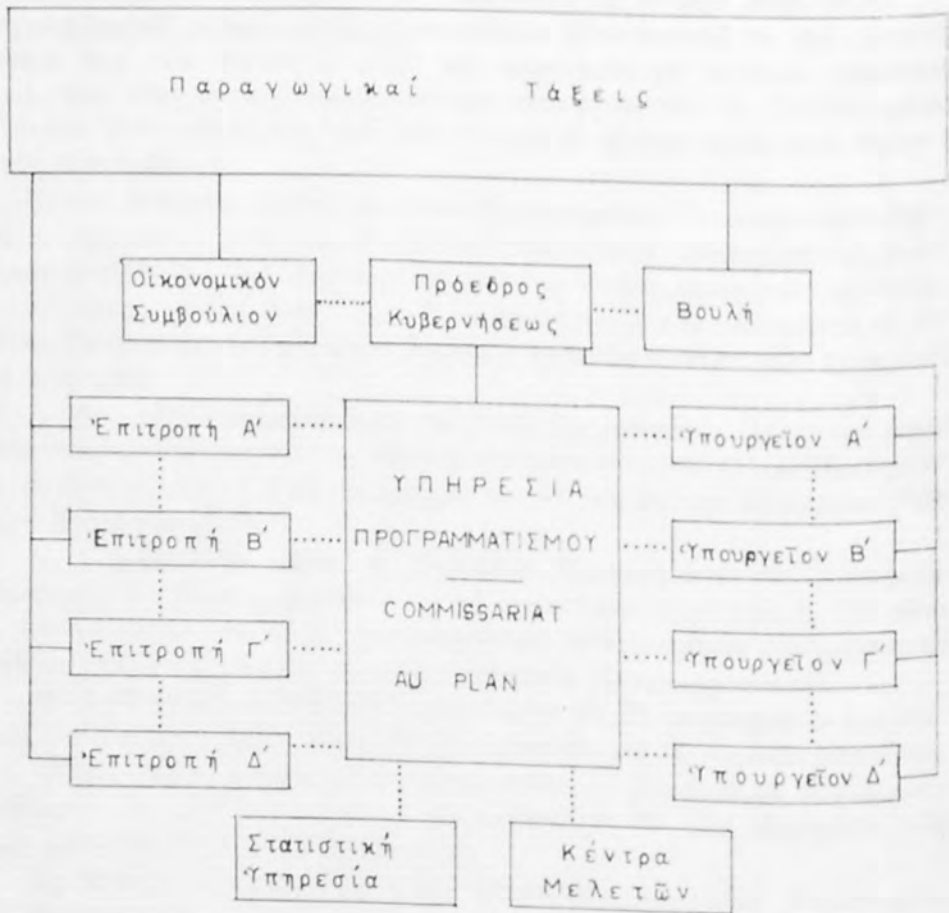 Παραγωγικαί Τάξεις
Οἰκονομικόν
Συμβούλιον
Πρόεδρος
Κυβερνήσεως
Βουλή
Ἐπιτροπή Α'
Ὑπουργεῖον Α'
ΥΠΗΡΕΣΙΑ
ΠΡΟΓΡΑΜΜΑΤΙΣΜΟΥ
COMMISSARIAT
AU PLAN
Ἐπιτροπή Β'
Ὑπουργεῖον Β'
Ἐπιτροπή Γ'
Ὑπουργεῖον Γ'
Ἐπιτροπή Δ'
Ὑπουργεῖον Δ'
Στατιστική
Ὑπηρεσία
Κέντρα
Μελετῶν